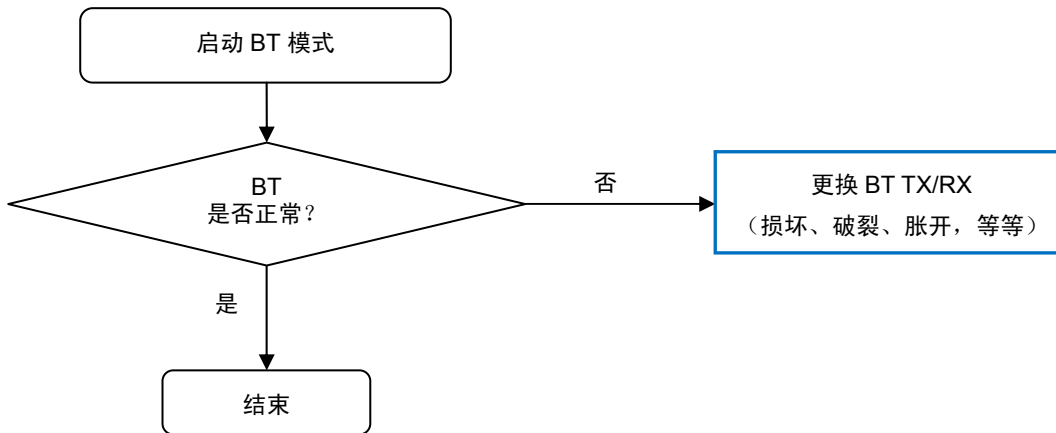 启动 BT 模式
BT
是否正常？
否
更换 BT TX/RX
（损坏、破裂、胀开，等等）
是
结束